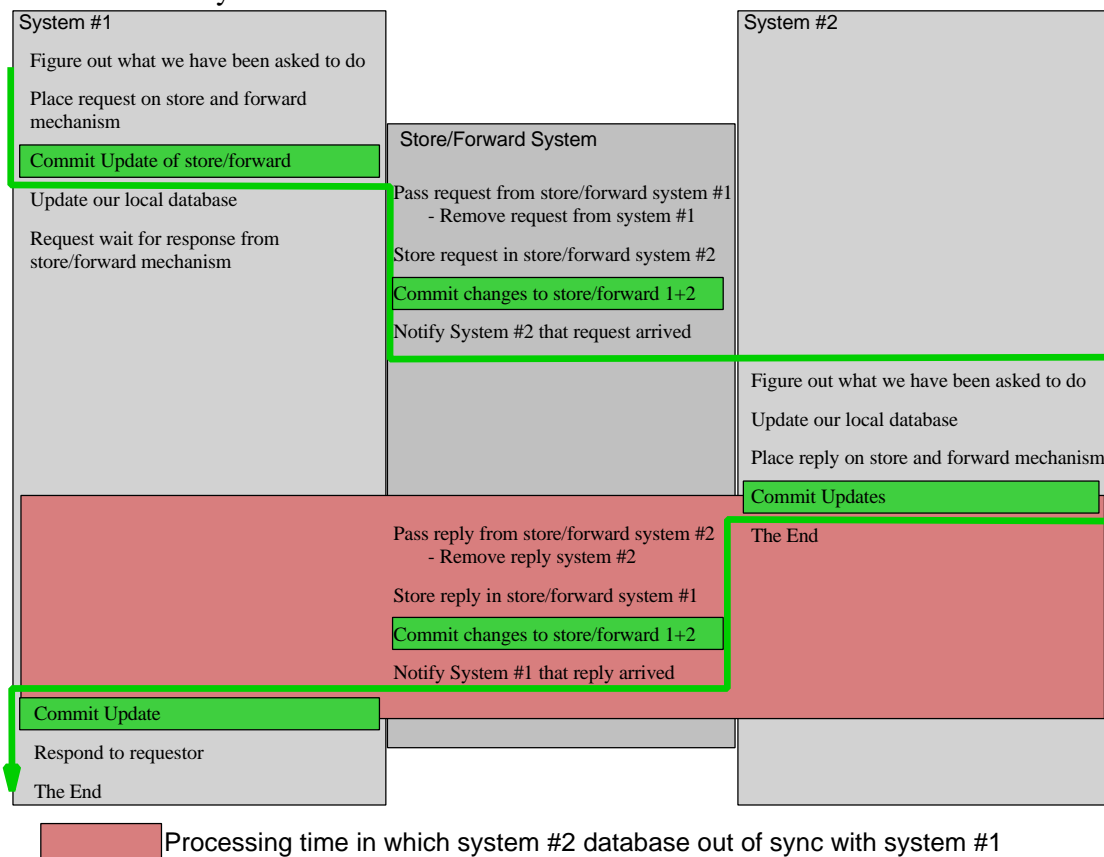 System #1
Figure out what we have been asked to do
Place request on store and forward
mechanism
Commit Update of store/forward
Update our local database
Request wait for response from
store/forward mechanism
Store/Forward System
Pass request from store/forward system #1
- Remove request from system #1
Store request in store/forward system #2
Commit changes to store/forward 1+2
Notify System #2 that request arrived
System #2
Figure out what we have been asked to do
Update our local database
Place reply on store and forward mechanism
Commit Updates
The End
Pass reply from store/forward system #2
- Remove reply system #2
Store reply in store/forward system #1
Commit changes to store/forward 1+2
Notify System #1 that reply arrived
Commit Update
Respond to requestor
The End
Processing time in which system #2 database out of sync with system #1